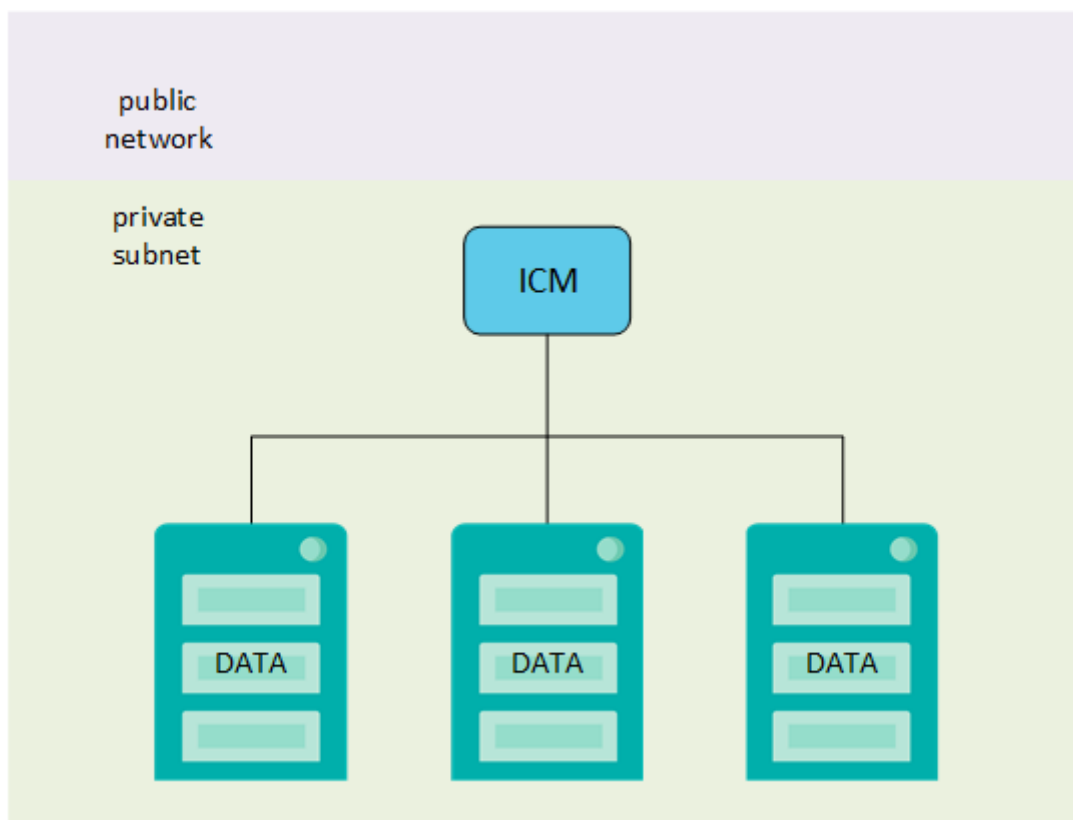 public
network
private
subnet
ICM
DATA
DATA
DATA